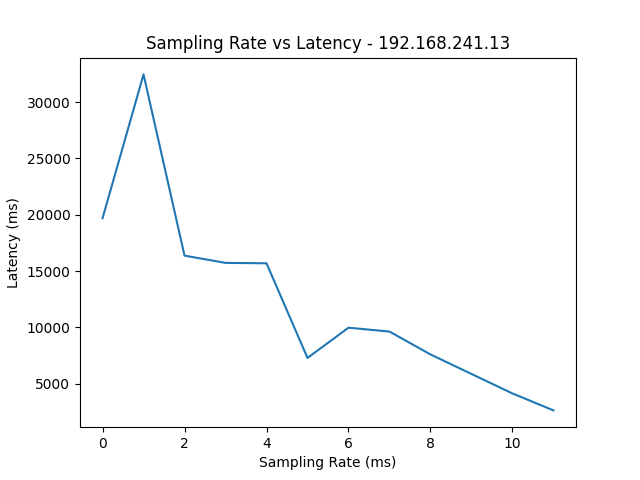 Sampling Rate vs Latency - 192.168.241.13
Latency (ms)
30000
25000
20000
15000
10000
5000
0 2 4 6 8 10
Sampling Rate (ms)